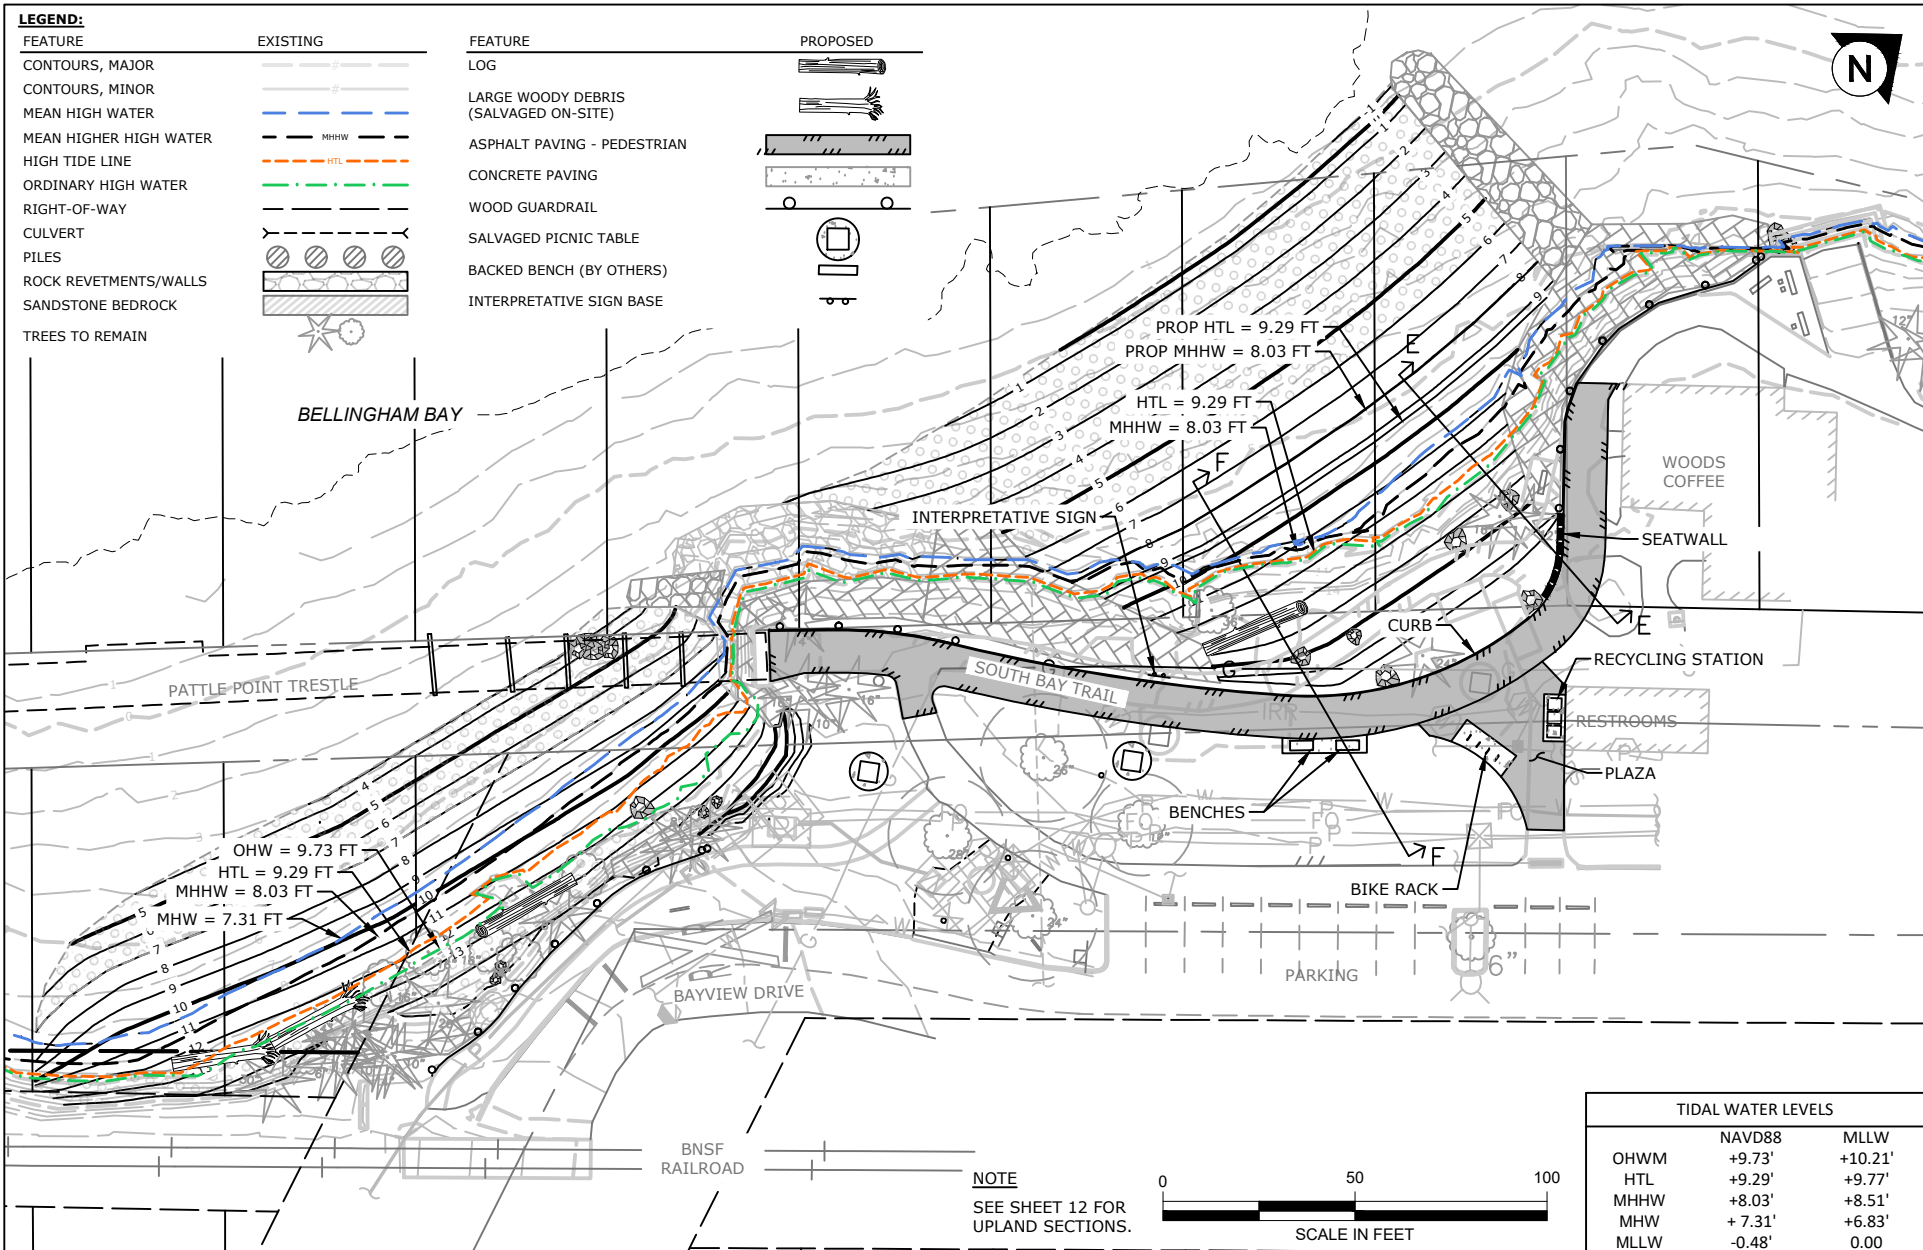 LEGEND:
FEATURE EXISTING
CONTOURS, MAJOR #
CONTOURS, MINOR #
MEAN HIGH WATER
MEAN HIGHER HIGH WATER MHHW
HIGH TIDE LINE HTL
ORDINARY HIGH WATER
RIGHT-OF-WAY
CULVERT
PILES
ROCK REVETMENTS/WALLS
SANDSTONE BEDROCK
TREES TO REMAIN
FEATURE PROPOSED
LOG
LARGE WOODY DEBRIS
(SALVAGED ON-SITE)
ASPHALT PAVING - PEDESTRIAN
CONCRETE PAVING
WOOD GUARDRAIL
SALVAGED PICNIC TABLE
BACKED BENCH (BY OTHERS)
INTERPRETATIVE SIGN BASE
N
BELLINGHAM BAY
PROP HTL = 9.29 FT
PROP MHHW = 8.03 FT
HTL = 9.29 FT
MHHW = 8.03 FT
E
F
INTERPRETATIVE SIGN
WOODS
COFFEE
SEATWALL
CURB
E
RECYCLING STATION
RESTROOMS
PLAZA
PATTLE POINT TRESTLE
SOUTH BAY TRAIL
BENCHES
F
BIKE RACK
OHW = 9.73 FT
HTL = 9.29 FT
MHHW = 8.03 FT
MHW = 7.31 FT
PARKING
6"
BAYVIEW DRIVE
BNSF
RAILROAD
NOTE
SEE SHEET 12 FOR
UPLAND SECTIONS.
0 50 100
SCALE IN FEET
TIDAL WATER LEVELS
NAVD88 MLLW
OHWM +9.73' +10.21'
HTL +9.29' +9.77'
MHHW +8.03' +8.51'
MHW + 7.31' +6.83'
MLLW -0.48' 0.00